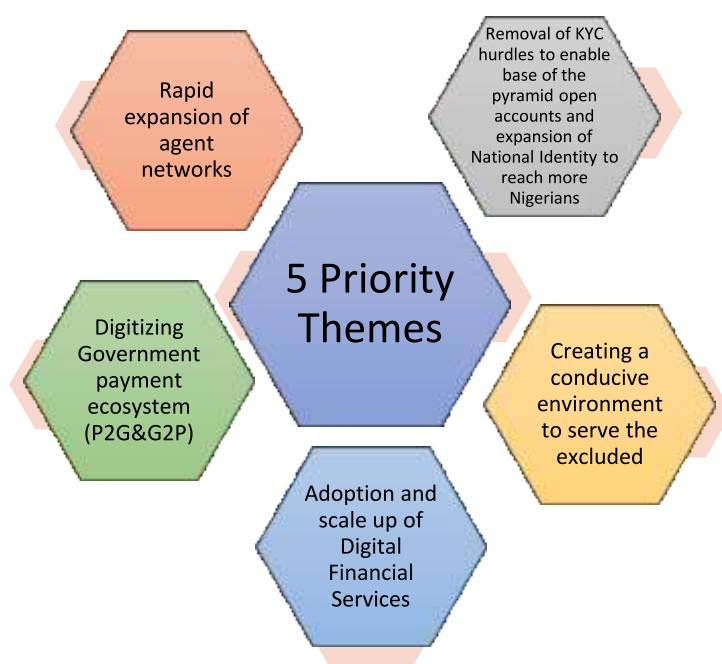 Rapid
expansion of
agent
networks
Removal of KYC
hurdles to enable
base of the
pyramid open
accounts and
expansion of
National Identity to
reach more
Nigerians
5 Priority
Themes
Digitizing
Government
payment
ecosystem
(P2G&G2P)
Creating a
conducive
environment
to serve the
excluded
Adoption and
scale up of
Digital
Financial
Services